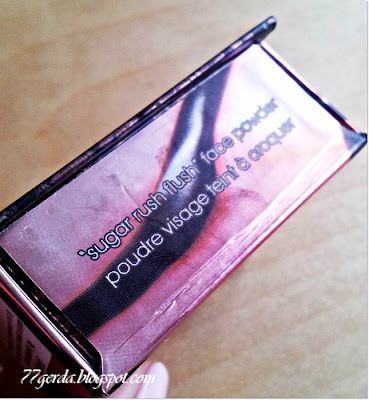 "sugar rush flush" face powder
poudre visage teint à croquer
77gerda.blogspot.com